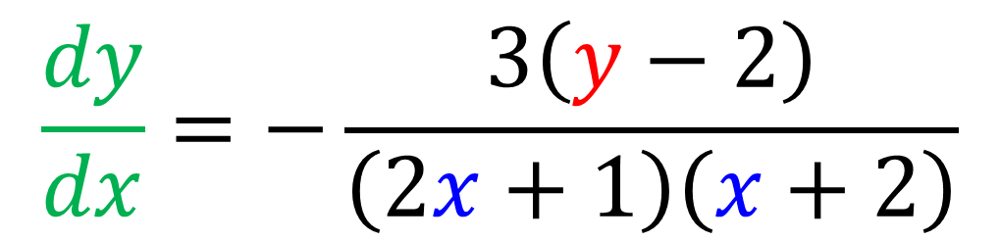 dy/dx = − 3(y − 2)/(2x + 1)(x + 2)